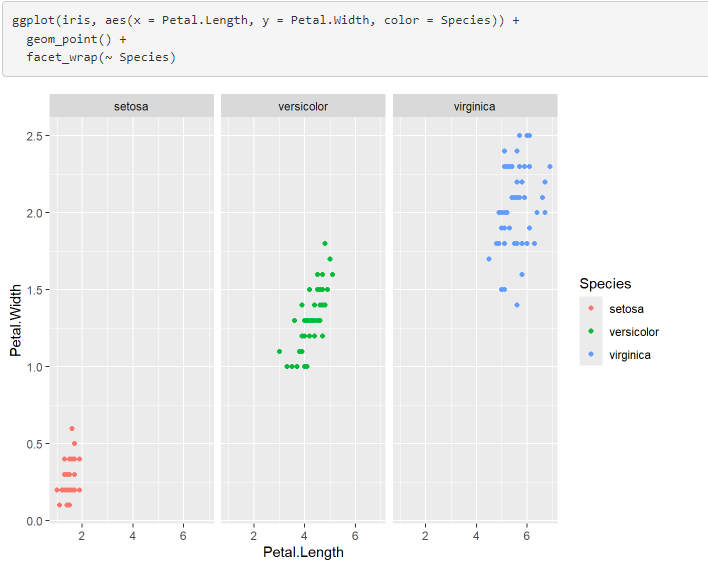 ggplot(iris, aes(x = Petal.Length, y = Petal.Width, color = Species)) +
  geom_point() +
  facet_wrap(~ Species)
setosa versicolor virginica
2.5
2.0
1.5
1.0
0.5
0.0
Petal.Width
2 4 6 2 4 6 2 4 6
Petal.Length
Species
setosa
versicolor
virginica